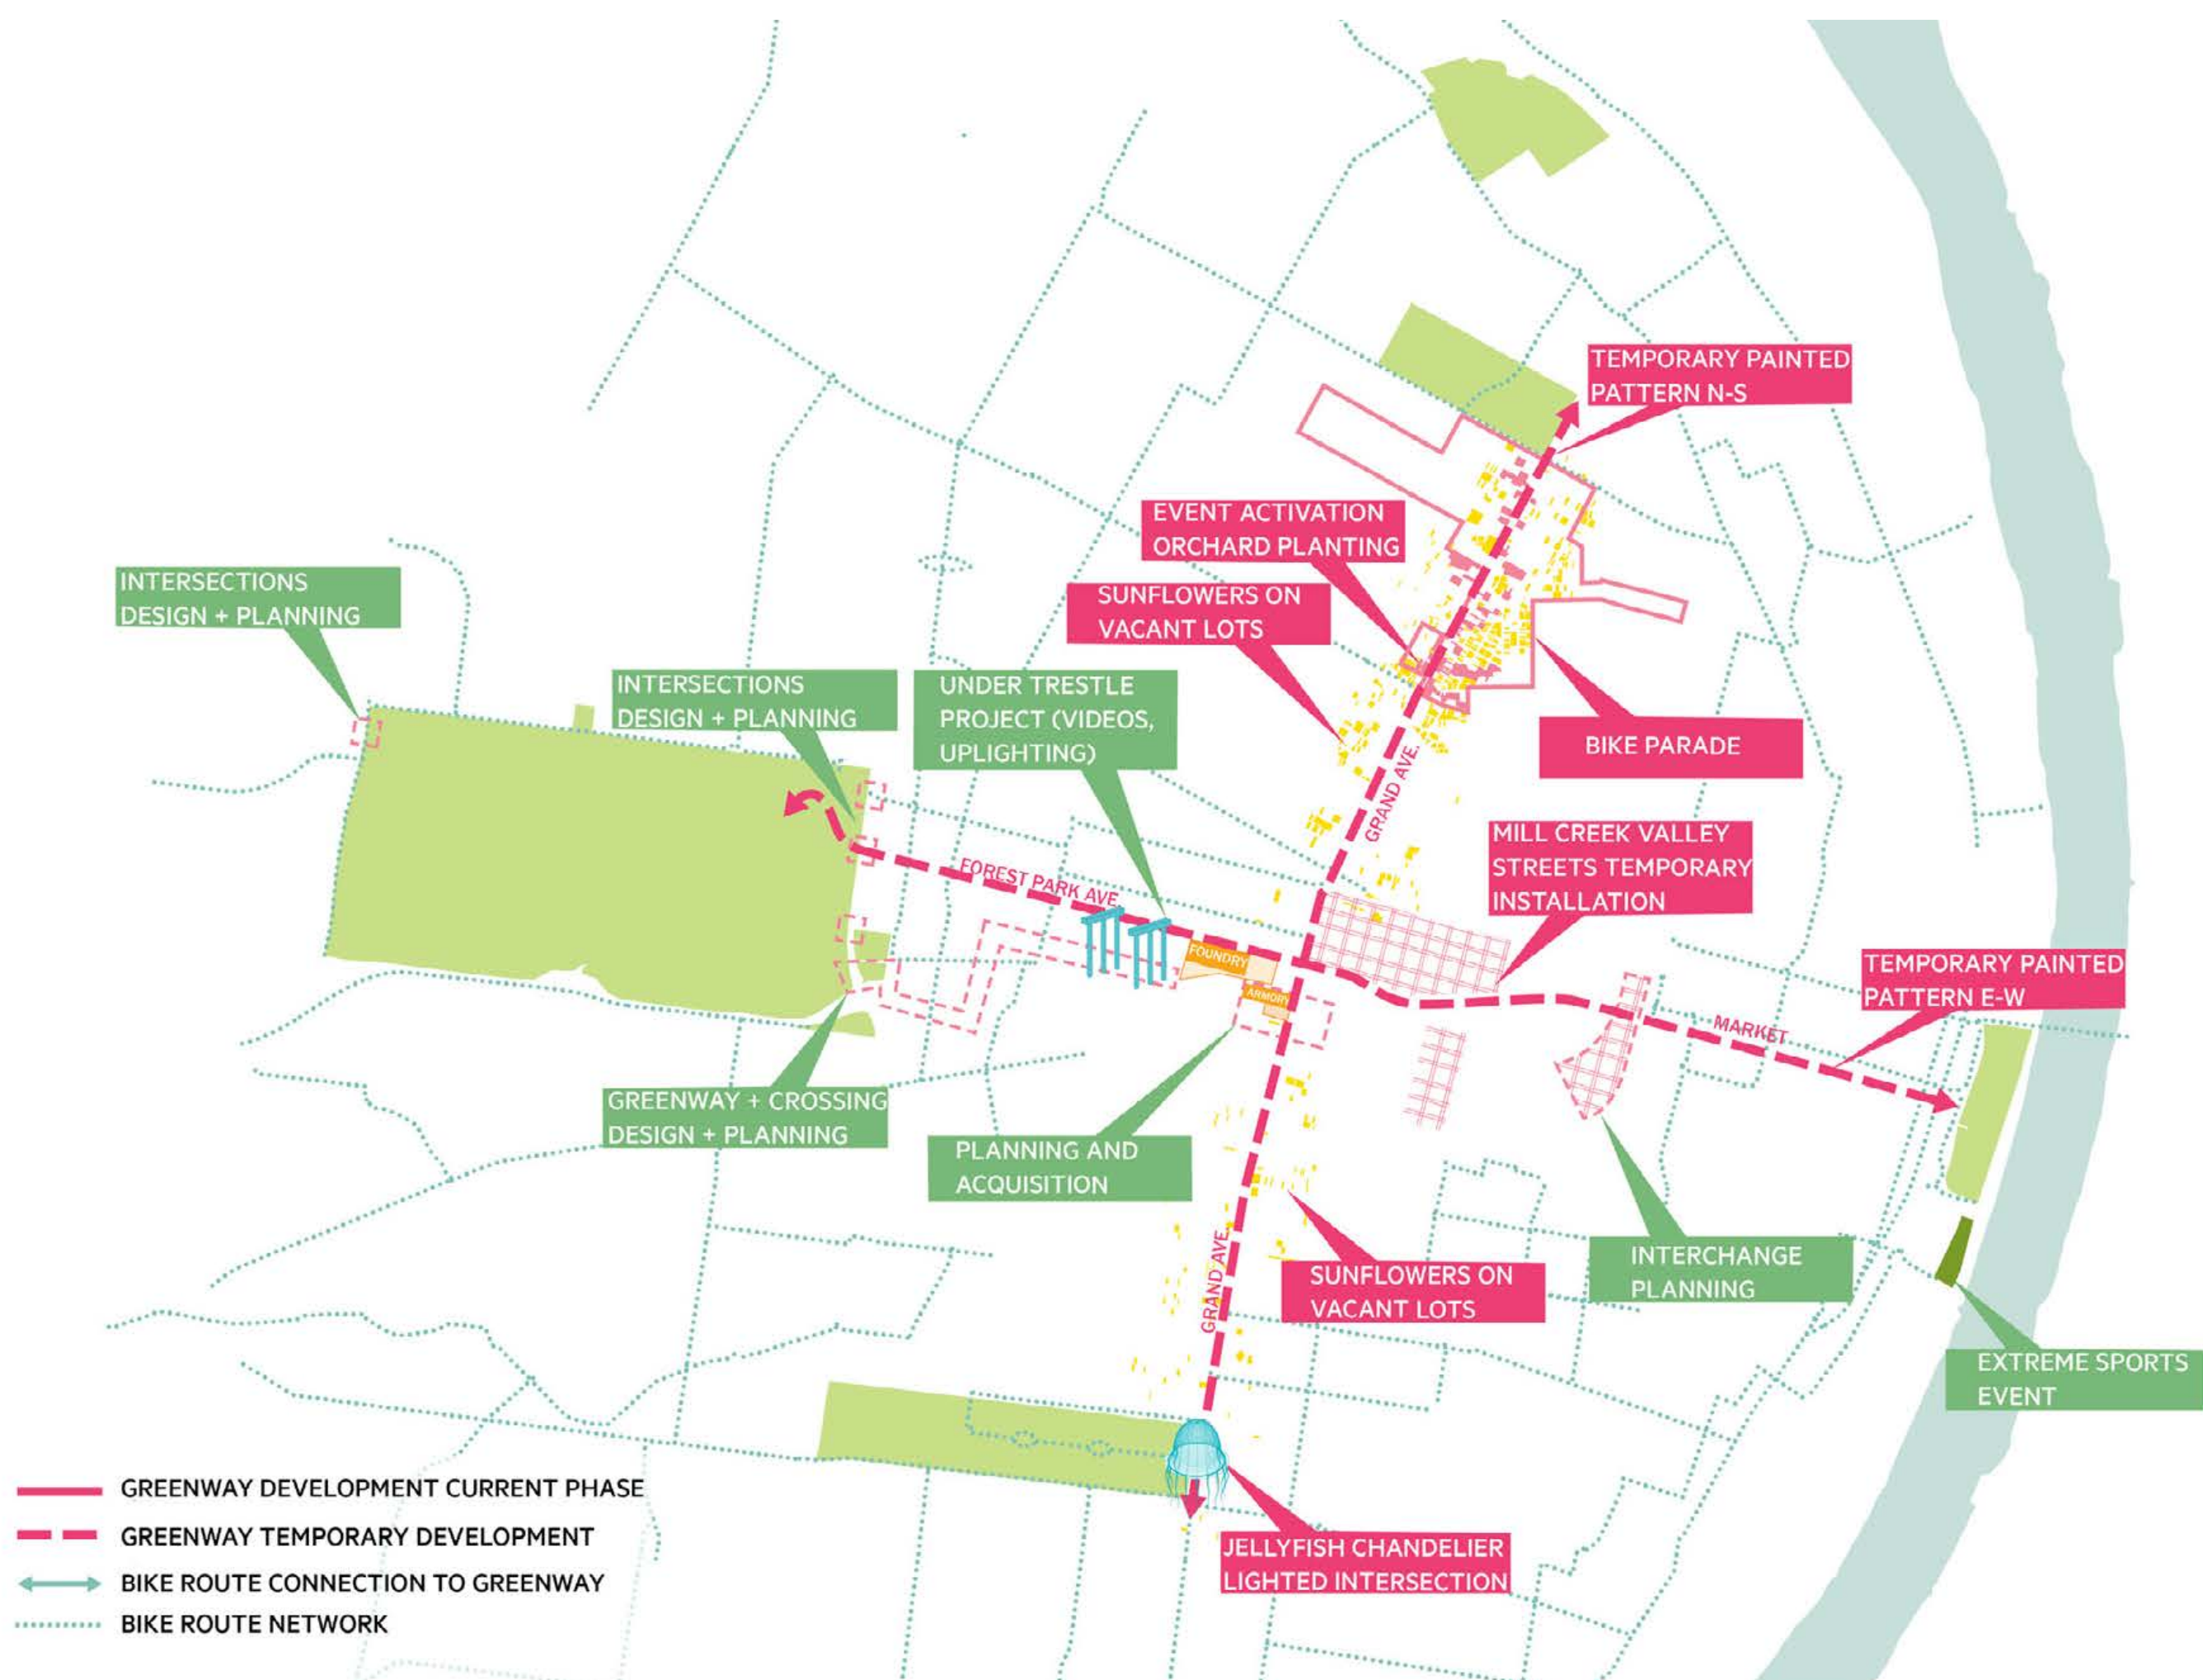 TEMPORARY PAINTED
PATTERN N-S
EVENT ACTIVATION
ORCHARD PLANTING
SUNFLOWERS ON
VACANT LOTS
INTERSECTIONS
DESIGN + PLANNING
INTERSECTIONS
DESIGN + PLANNING
UNDER TRESTLE
PROJECT (VIDEOS,
UPLIGHTING)
BIKE PARADE
GRAND AVE.
MILL CREEK VALLEY
STREETS TEMPORARY
INSTALLATION
FOREST PARK AVE.
FOUNDRY
ARMORY
TEMPORARY PAINTED
PATTERN E-W
MARKET
GREENWAY + CROSSING
DESIGN + PLANNING
PLANNING AND
ACQUISITION
GRAND AVE.
SUNFLOWERS ON
VACANT LOTS
INTERCHANGE
PLANNING
EXTREME SPORTS
EVENT
JELLYFISH CHANDELIER
LIGHTED INTERSECTION
GREENWAY DEVELOPMENT CURRENT PHASE
GREENWAY TEMPORARY DEVELOPMENT
BIKE ROUTE CONNECTION TO GREENWAY
BIKE ROUTE NETWORK